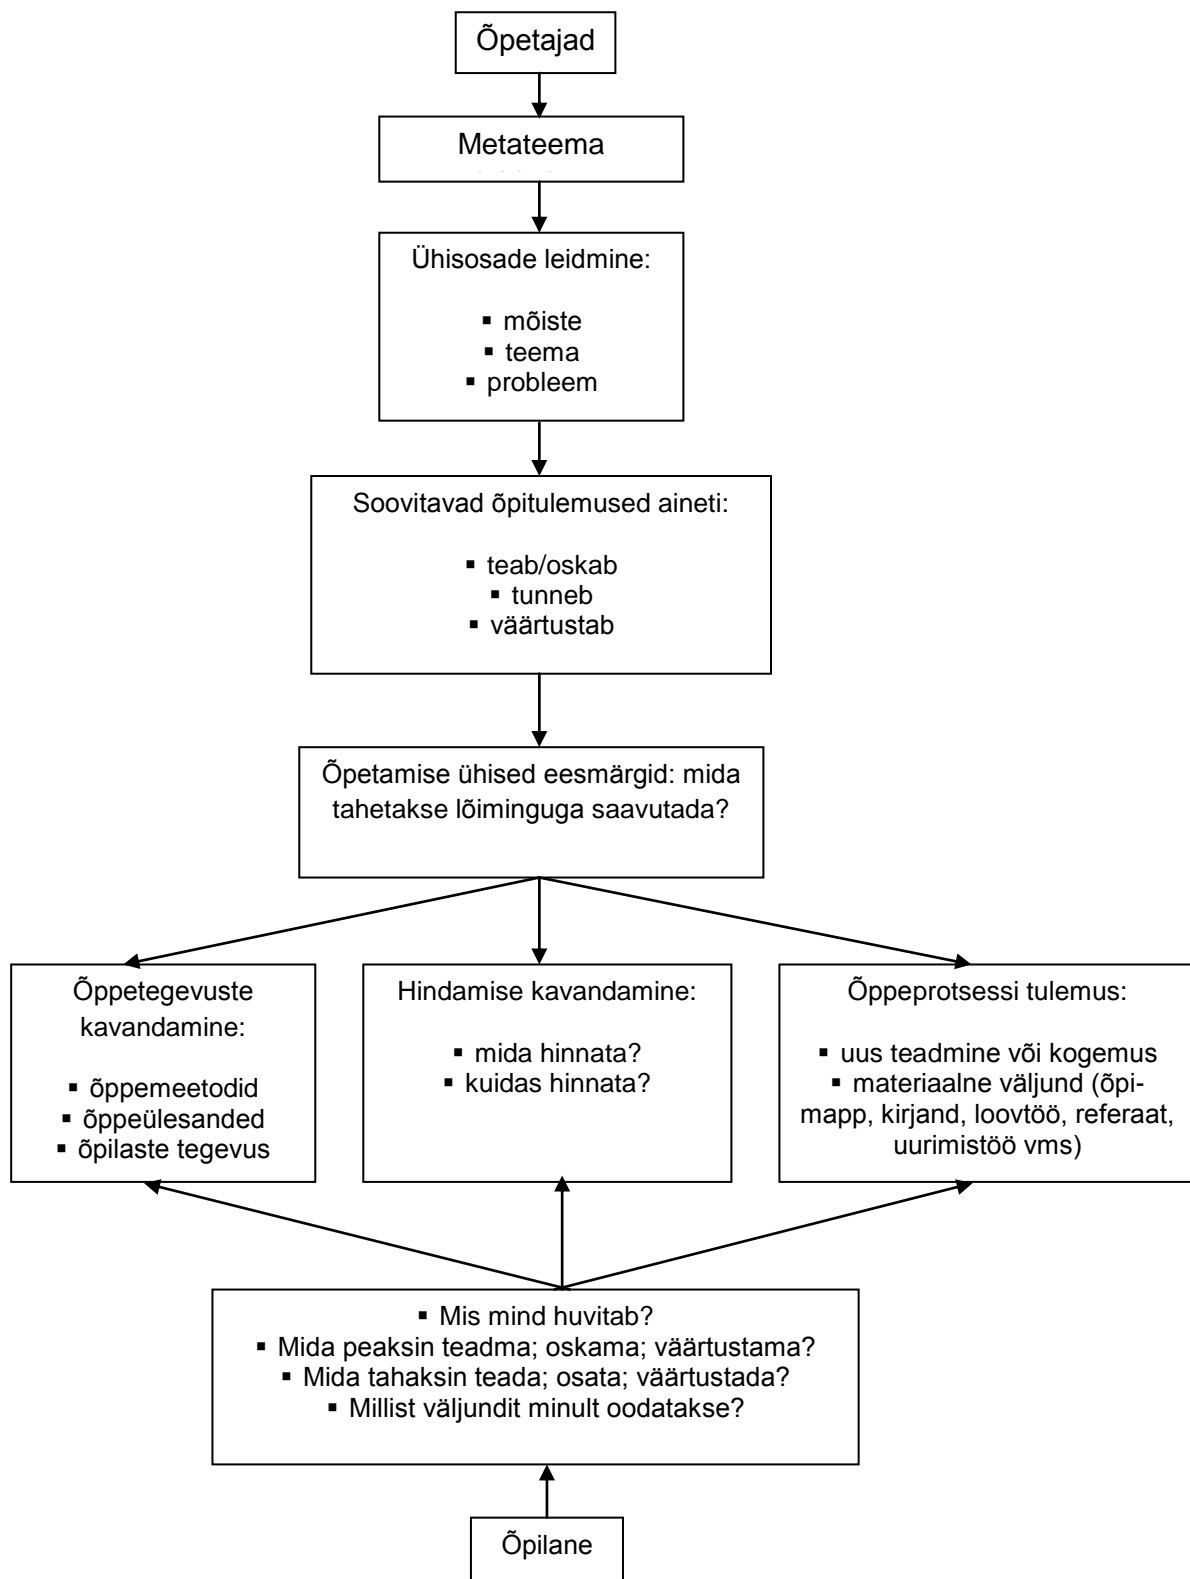 Õpetajad
Metateema
Ühisosade leidmine:
▪ mõiste
▪ teema
▪ probleem
Soovitavad õpitulemused aineti:
▪ teab/oskab
▪ tunneb
▪ väärtustab
Õpetamise ühised eesmärgid: mida
tahetakse lõiminguga saavutada?
Õppetegevuste
kavandamine:
▪ õppemeetodid
▪ õppeülesanded
▪ õpilaste tegevus
Hindamise kavandamine:
▪ mida hinnata?
▪ kuidas hinnata?
Õppeprotsessi tulemus:
▪ uus teadmine või kogemus
▪ materiaalne väljund (õpi-
mapp, kirjand, loovtöö, referaat,
uurimistöö vms)
▪ Mis mind huvitab?
▪ Mida peaksin teadma; oskama; väärtustama?
▪ Mida tahaksin teada; osata; väärtustada?
▪ Millist väljundit minult oodatakse?
Õpilane